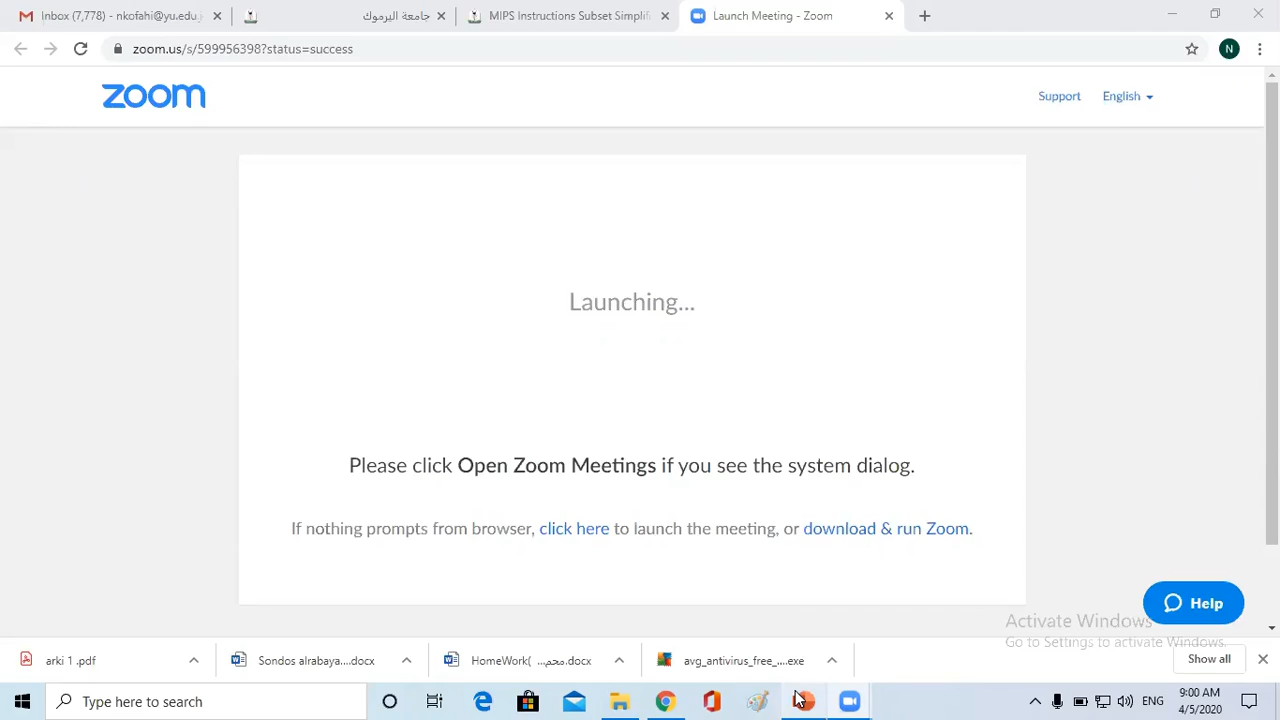 Inbox (7,778) - nkofahi@yu.edu.j
جامعة اليرموك
MIPS Instructions Subset Simplifi
Launch Meeting - Zoom
zoom.us/s/599956398?status=success
N
zoom
Support
English
Launching...
Please click Open Zoom Meetings if you see the system dialog.
If nothing prompts from browser, click here to launch the meeting, or download & run Zoom.
Help
Activate Windows
Go to Settings to activate Windows.
arki 1 .pdf
Sondos alrabaya....docx
HomeWork( ...محم.docx
avg_antivirus_free_....exe
Show all
Type here to search
ENG
9:00 AM
4/5/2020